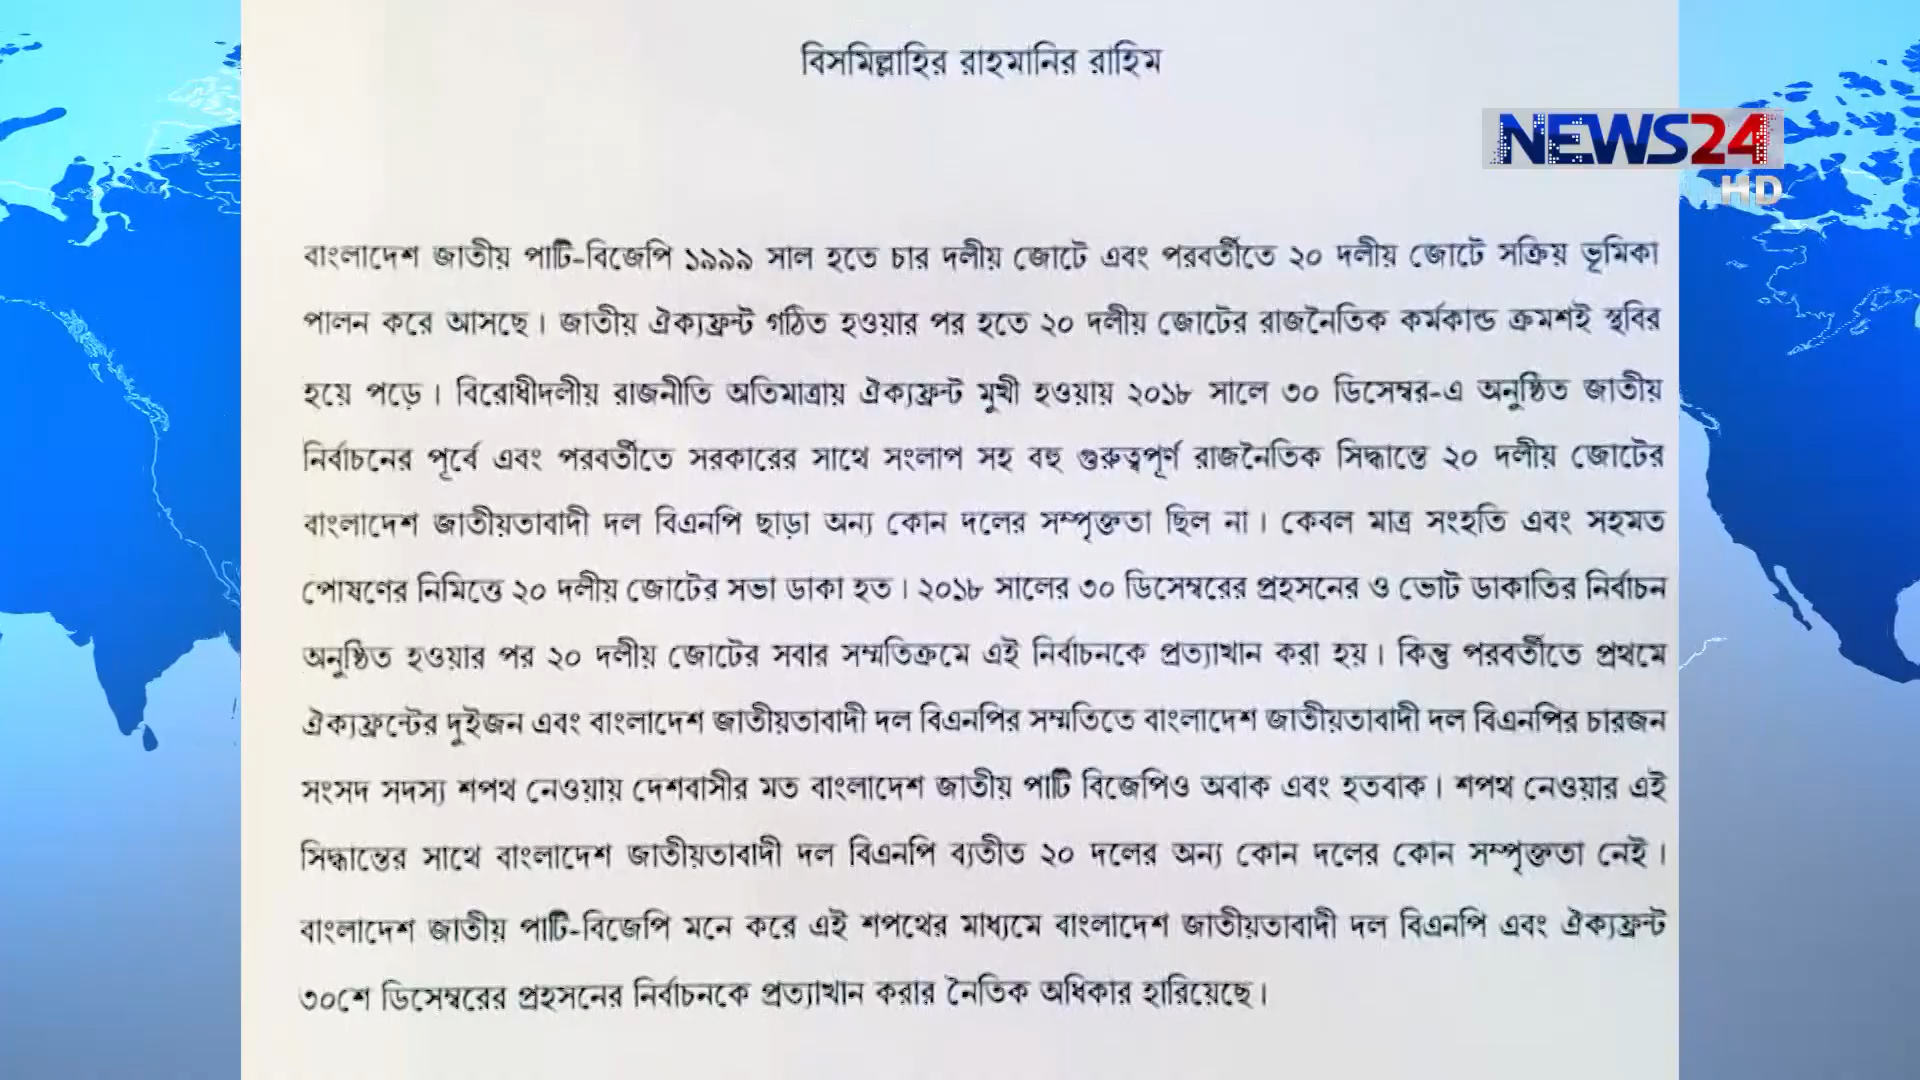 বিসমিল্লাহির রাহমানির রাহিম
NEWS24
HD
বাংলাদেশ জাতীয় পার্টি-বিজেপি ১৯৯৯ সাল হতে চার দলীয় জোটে এবং পরবর্তীতে ২০ দলীয় জোটে সক্রিয় ভূমিকা
পালন করে আসছে। জাতীয় ঐক্যফ্রন্ট গঠিত হওয়ার পর হতে ২০ দলীয় জোটের রাজনৈতিক কর্মকান্ড ক্রমশই স্থবির
হয়ে পড়ে। বিরোধীদলীয় রাজনীতি অতিমাত্রায় ঐক্যফ্রন্ট মুখী হওয়ায় ২০১৮ সালে ৩০ ডিসেম্বর-এ অনুষ্ঠিত জাতীয়
নির্বাচনের পূর্বে এবং পরবর্তীতে সরকারের সাথে সংলাপ সহ বহু গুরুত্বপূর্ণ রাজনৈতিক সিদ্ধান্তে ২০ দলীয় জোটের
বাংলাদেশ জাতীয়তাবাদী দল বিএনপি ছাড়া অন্য কোন দলের সম্পৃক্ততা ছিল না। কেবল মাত্র সংহতি এবং সহমত
পোষণের নিমিত্তে ২০ দলীয় জোটের সভা ডাকা হত। ২০১৮ সালের ৩০ ডিসেম্বরের প্রহসনের ও ভোট ডাকাতির নির্বাচন
অনুষ্ঠিত হওয়ার পর ২০ দলীয় জোটের সবার সম্মতিক্রমে এই নির্বাচনকে প্রত্যাখান করা হয়। কিন্তু পরবর্তীতে প্রথমে
ঐক্যফ্রন্টের দুইজন এবং বাংলাদেশ জাতীয়তাবাদী দল বিএনপির সম্মতিতে বাংলাদেশ জাতীয়তাবাদী দল বিএনপির চারজন
সংসদ সদস্য শপথ নেওয়ায় দেশবাসীর মত বাংলাদেশ জাতীয় পার্টি বিজেপিও অবাক এবং হতবাক। শপথ নেওয়ার এই
সিদ্ধান্তের সাথে বাংলাদেশ জাতীয়তাবাদী দল বিএনপি ব্যতীত ২০ দলের অন্য কোন দলের কোন সম্পৃক্ততা নেই।
বাংলাদেশ জাতীয় পার্টি-বিজেপি মনে করে এই শপথের মাধ্যমে বাংলাদেশ জাতীয়তাবাদী দল বিএনপি এবং ঐক্যফ্রন্ট
৩০শে ডিসেম্বরের প্রহসনের নির্বাচনকে প্রত্যাখান করার নৈতিক অধিকার হারিয়েছে।